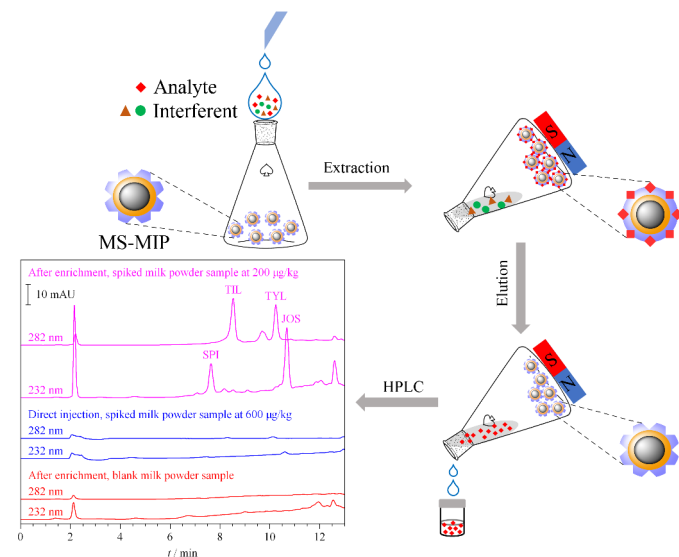 Analyte
Interferent
Extraction
S
N
MS-MIP
Elution
S
N
HPLC
After enrichment, spiked milk powder sample at 200 μg/kg
10 mAU
TIL
TYL
JOS
282 nm
SPI
232 nm
Direct injection, spiked milk powder sample at 600 μg/kg
282 nm
232 nm
After enrichment, blank milk powder sample
282 nm
232 nm
0 2 4 6 8 10 12
t / min